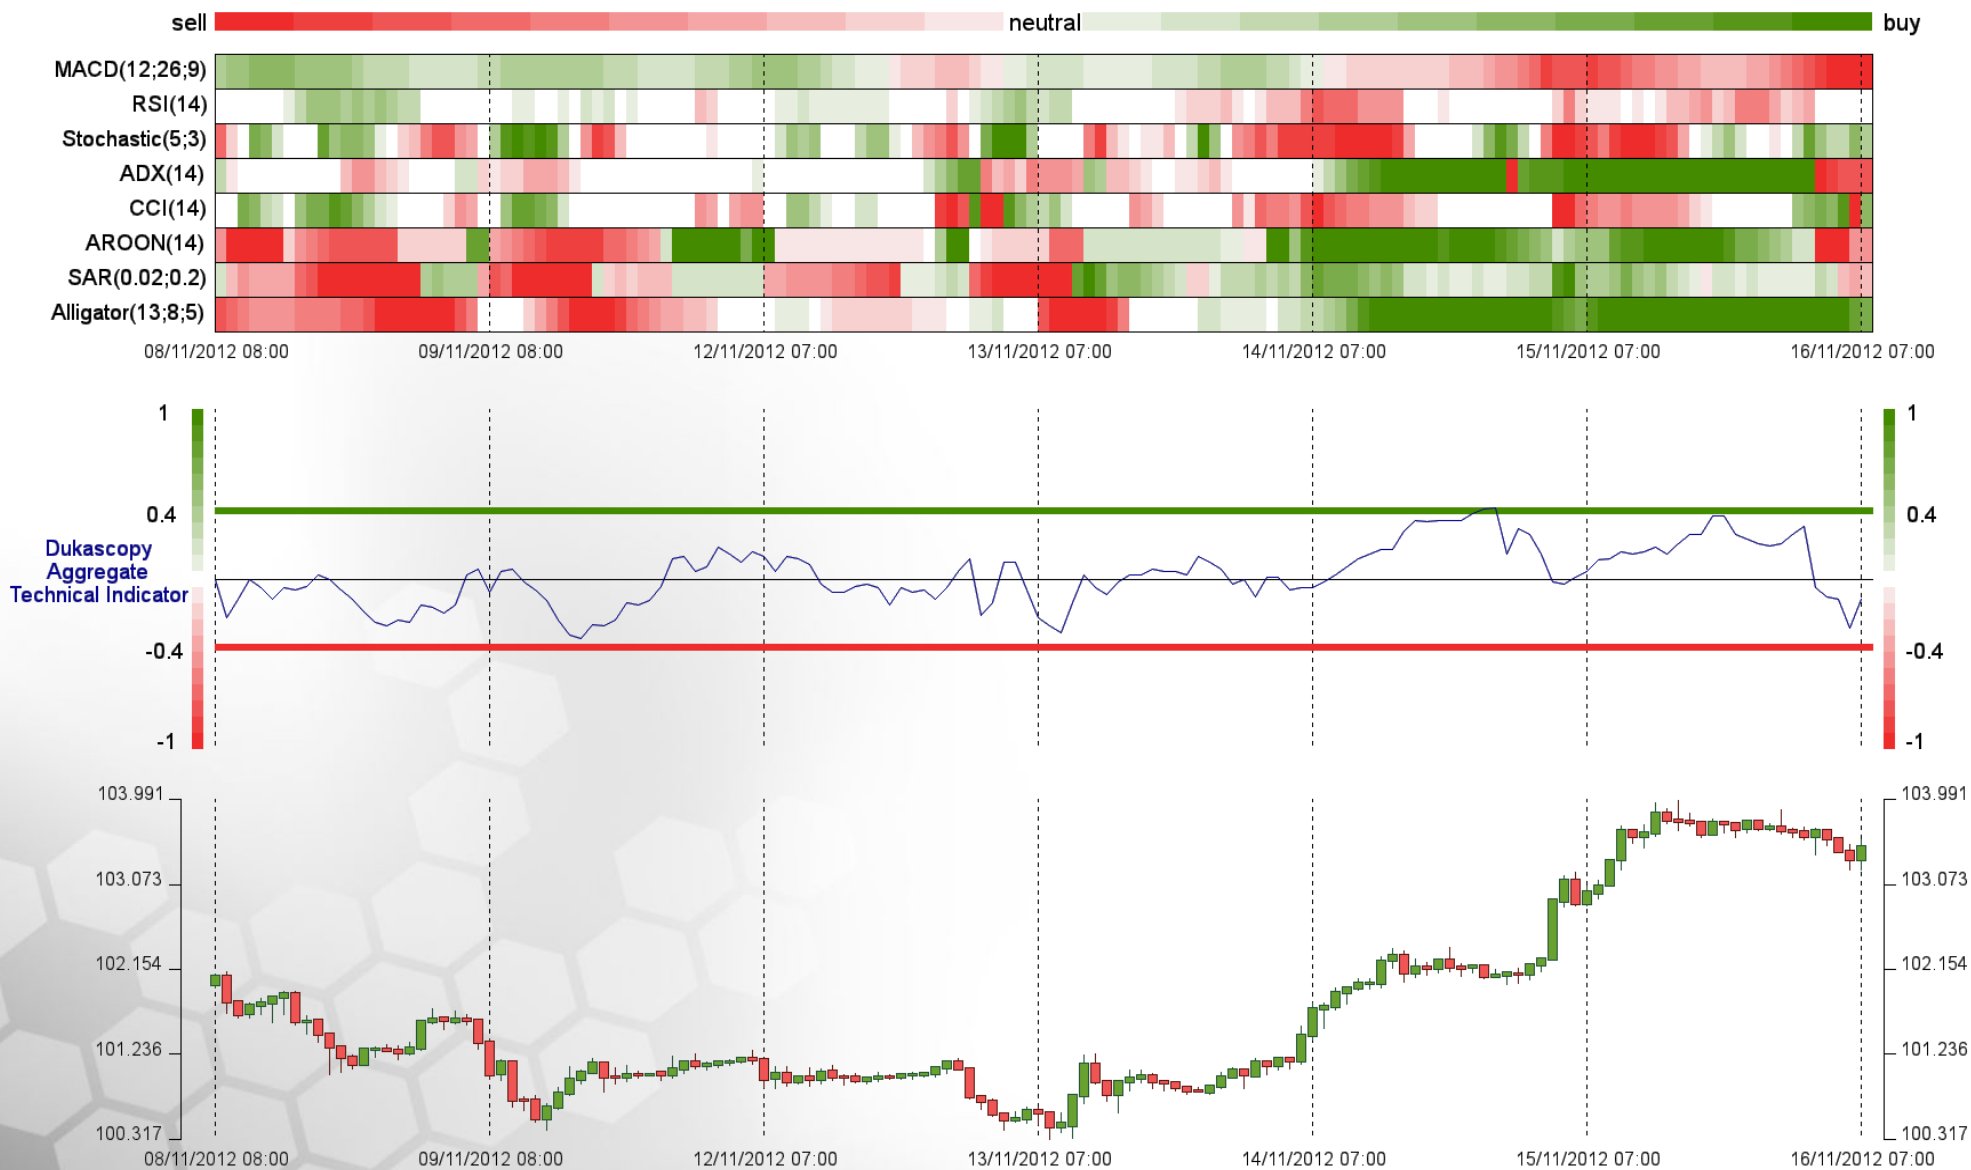 sell neutral buy
MACD(12;26;9)
RSI(14)
Stochastic(5;3)
ADX(14)
CCI(14)
AROON(14)
SAR(0.02;0.2)
Alligator(13;8;5)
08/11/2012 08:00 09/11/2012 08:00 12/11/2012 07:00 13/11/2012 07:00 14/11/2012 07:00 15/11/2012 07:00 16/11/2012 07:00
1 1
0.4 0.4
Dukascopy
Aggregate
Technical Indicator
-0.4 -0.4
-1 -1
103.991 103.991
103.073 103.073
102.154 102.154
101.236 101.236
100.317 100.317
08/11/2012 08:00 09/11/2012 08:00 12/11/2012 07:00 13/11/2012 07:00 14/11/2012 07:00 15/11/2012 07:00 16/11/2012 07:00